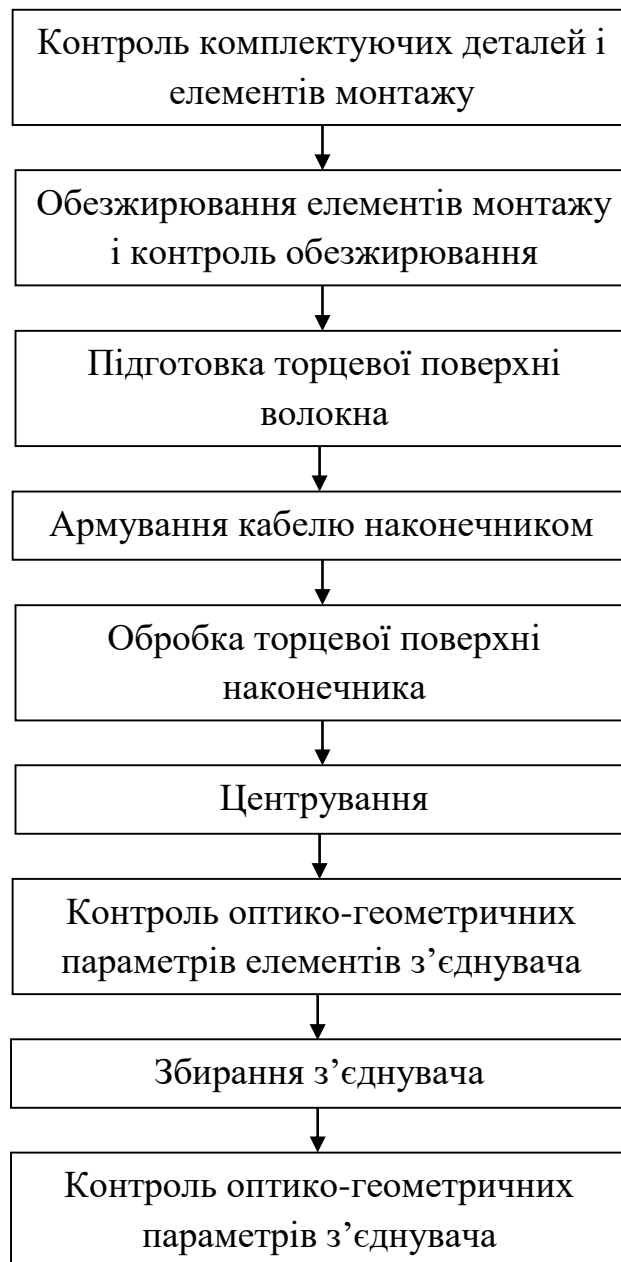 Контроль комплектуючих деталей і
елементів монтажу
Обезжирювання елементів монтажу
і контроль обезжирювання
Підготовка торцевої поверхні
волокна
Армування кабелю наконечником
Обробка торцевої поверхні
наконечника
Центрування
Контроль оптико-геометричних
параметрів елементів з’єднувача
Збирання з’єднувача
Контроль оптико-геометричних
параметрів з’єднувача